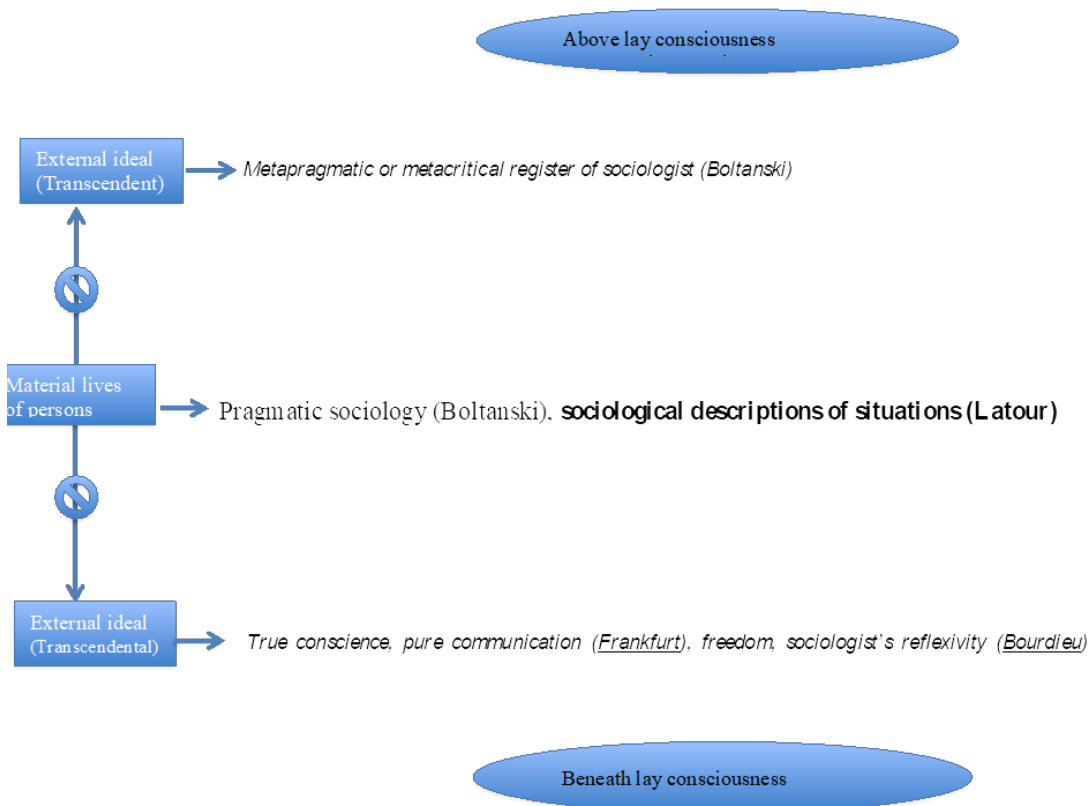 Above lay consciousness
External ideal
(Transcendent)
Metapragmatic or metacritical register of sociologist (Boltanski)
Material lives
of persons
Pragmatic sociology (Boltanski), sociological descriptions of situations (Latour)
External ideal
(Transcendental)
True conscience, pure communication (Frankfurt), freedom, sociologist's reflexivity (Bourdieu)
Beneath lay consciousness